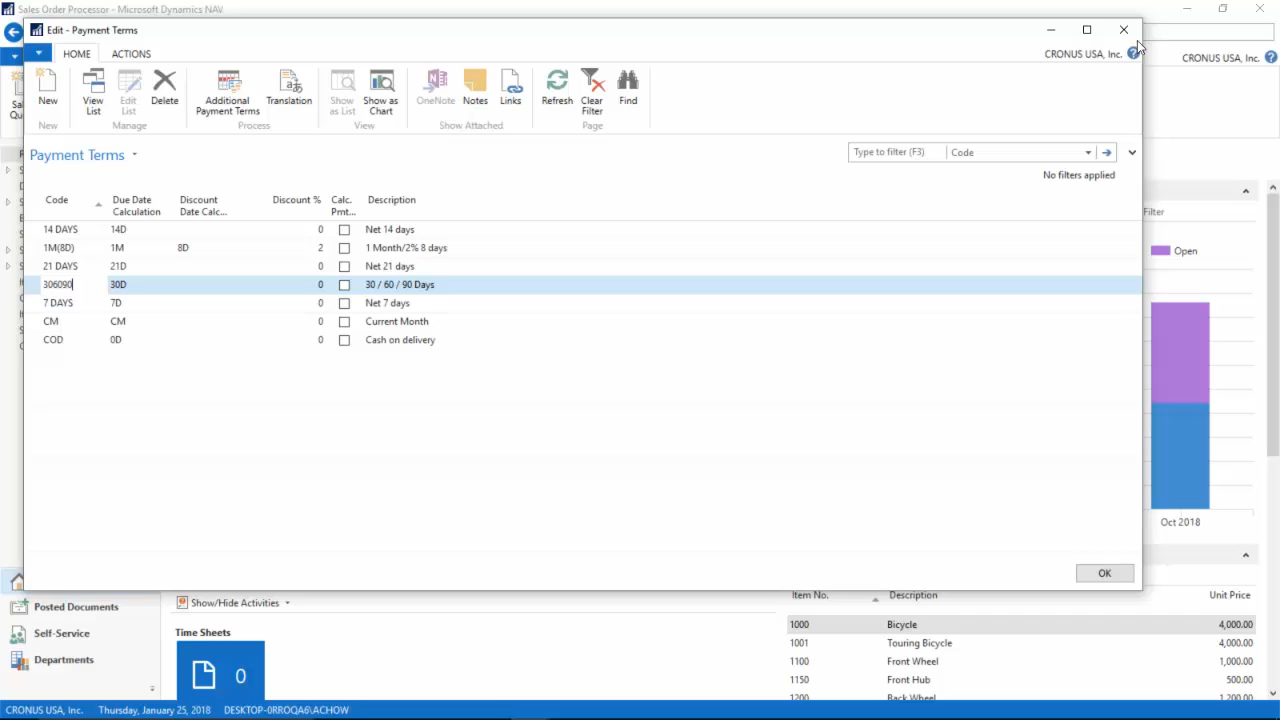 Sales Order Processor - Microsoft Dynamics NAV
Edit - Payment Terms
HOME ACTIONS
CRONUS USA, Inc.
CRONUS USA, Inc.
New
View List
Edit List
Delete
Additional Payment Terms
Translation
Show as List
Show as Chart
OneNote
Notes
Links
Refresh
Clear Filter
Find
New Manage Process View Show Attached Page
Payment Terms
Type to filter (F3) Code
No filters applied
Code Due Date Calculation Discount Date Calc... Discount % Calc. Pmt... Description
14 DAYS 14D 0 Net 14 days
1M(8D) 1M 8D 2 1 Month/2% 8 days
21 DAYS 21D 0 Net 21 days
306090 30D 0 30 / 60 / 90 Days
7 DAYS 7D 0 Net 7 days
CM CM 0 Current Month
COD 0D 0 Cash on delivery
OK
Filter
Open
Oct 2018
Posted Documents
Self-Service
Departments
Show/Hide Activities
Time Sheets
0
Item No. Description Unit Price
1000 Bicycle 4,000.00
1001 Touring Bicycle 4,000.00
1100 Front Wheel 1,000.00
1150 Front Hub 500.00
1200 Back Wheel 1,200.00
CRONUS USA, Inc. Thursday, January 25, 2018 DESKTOP-0RROQA6\ACHOW